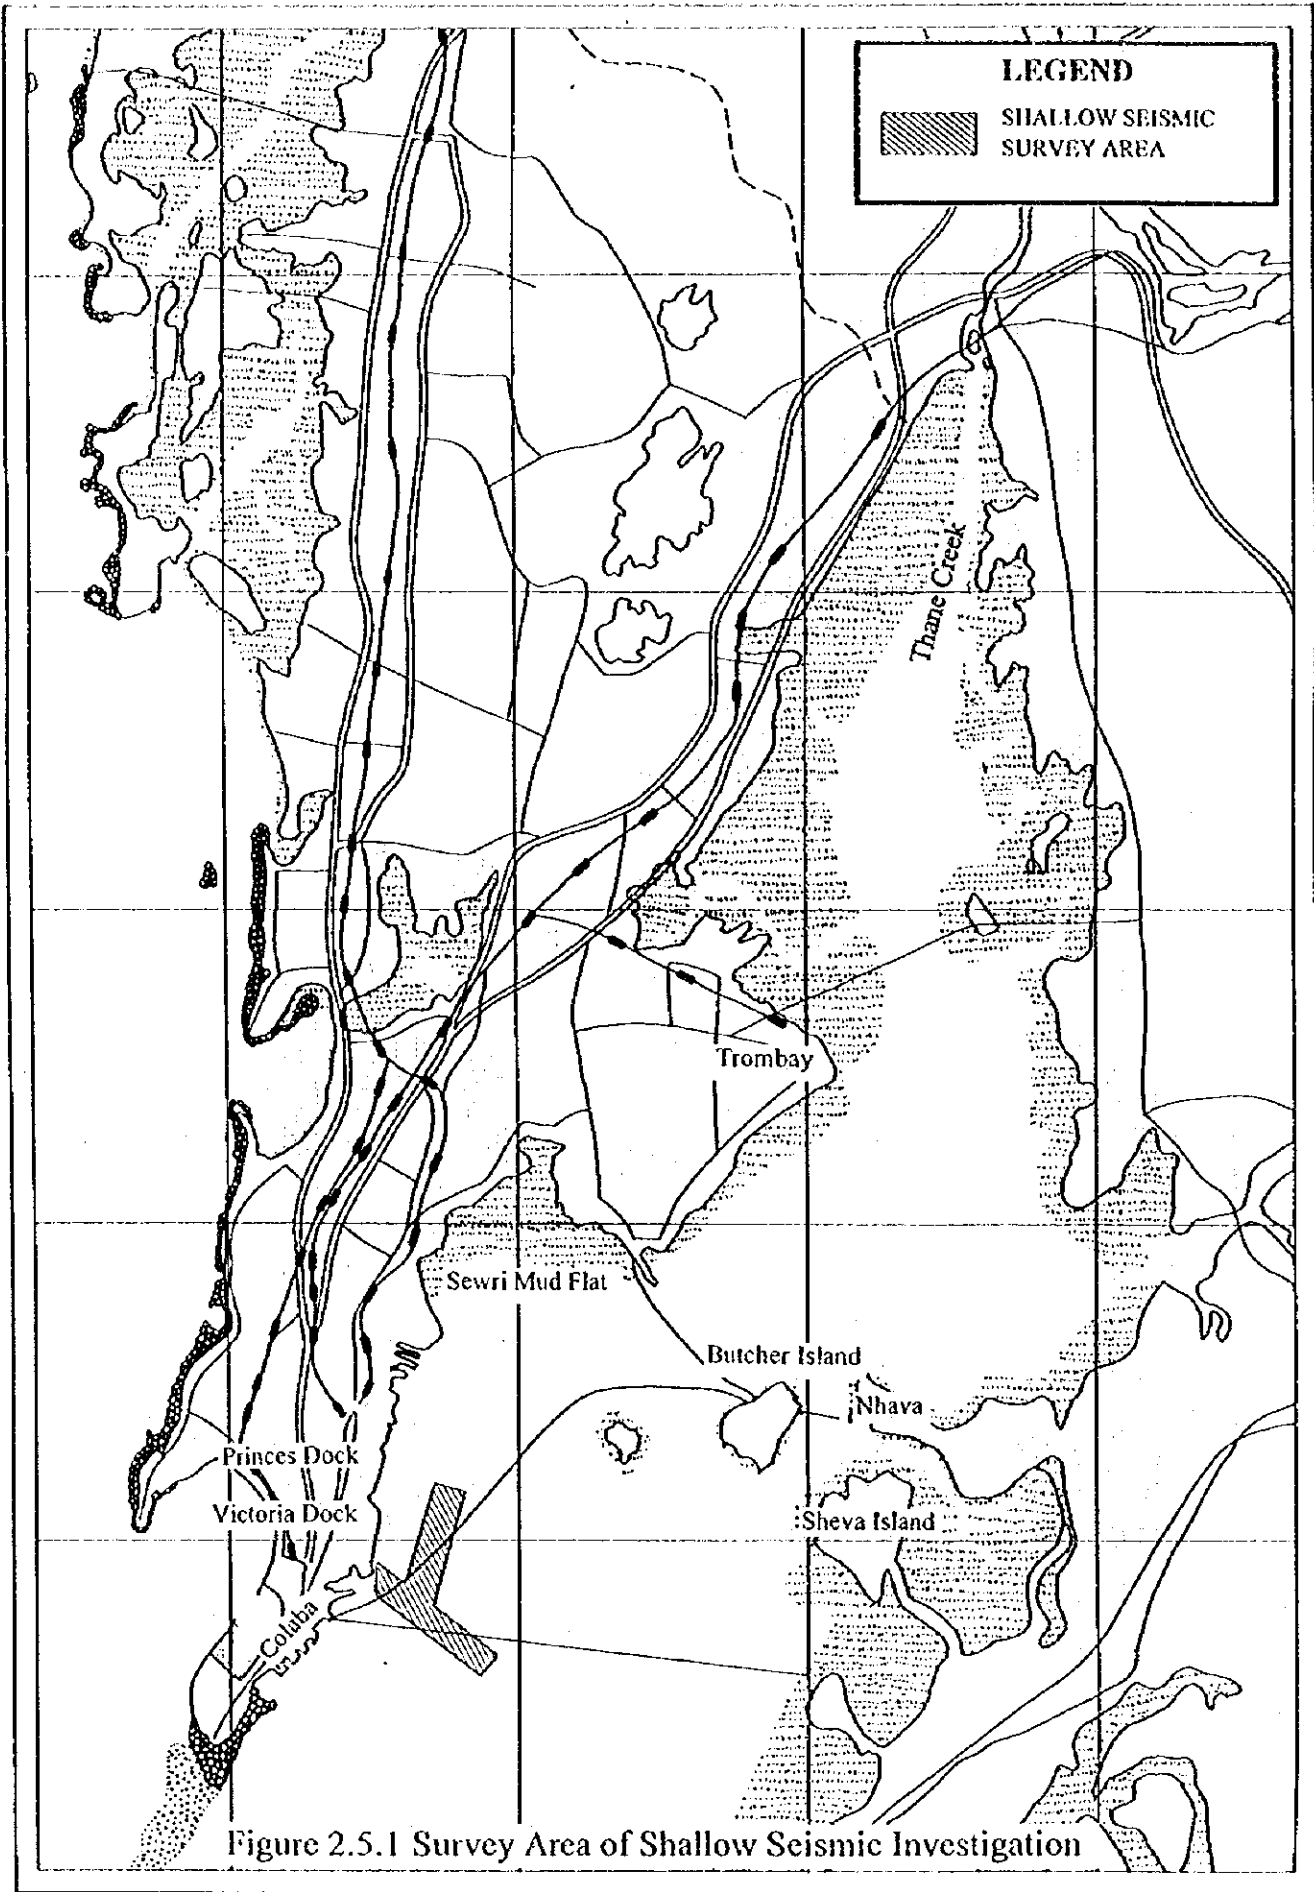 LEGEND
SHALLOW SEISMIC
SURVEY AREA
Thane Creek
Trombay
Sewri Mud Flat
Butcher Island
Nhava
Princes Dock
Victoria Dock
Sheva Island
Colaba
Figure 2.5.1 Survey Area of Shallow Seismic Investigation